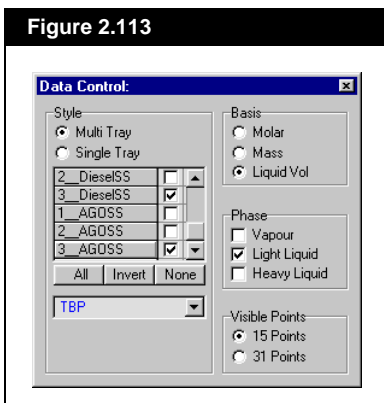 Figure 2.113
Data Control:
Style
Multi Tray
Single Tray
2__DieselSS
3__DieselSS
1__AGOSS
2__AGOSS
3__AGOSS
All Invert None
TBP
Basis
Molar
Mass
Liquid Vol
Phase
Vapour
Light Liquid
Heavy Liquid
Visible Points
15 Points
31 Points